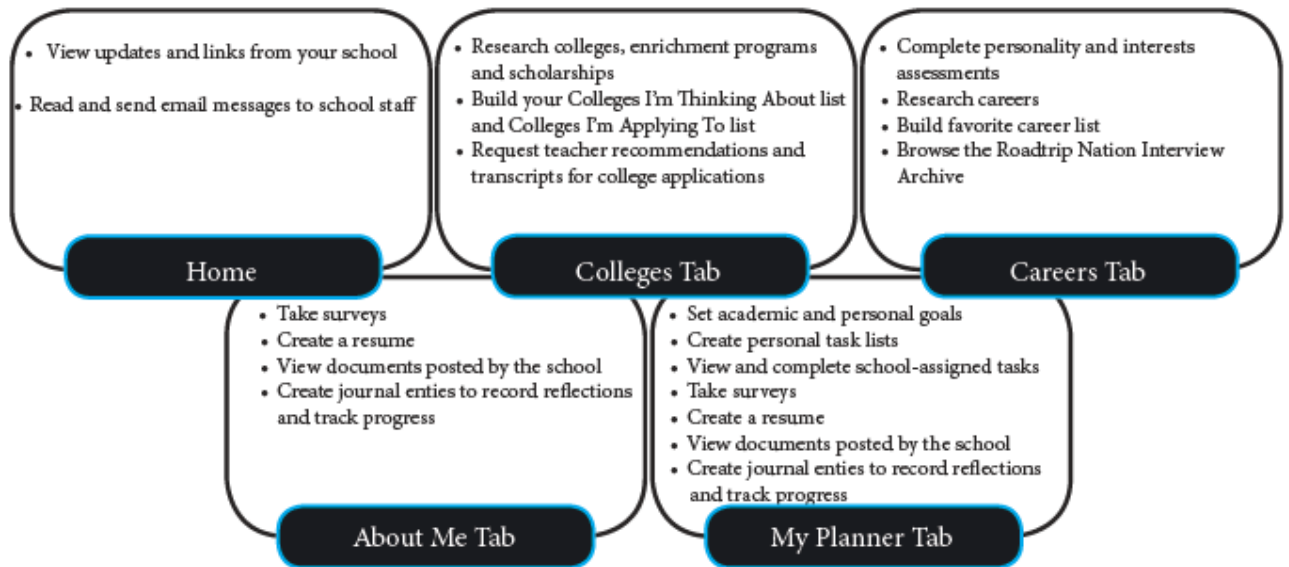 • View updates and links from your school
• Read and send email messages to school staff
Home
• Research colleges, enrichment programs
and scholarships
• Build your Colleges I'm Thinking About list
and Colleges I'm Applying To list
• Request teacher recommendations and
transcripts for college applications
Colleges Tab
• Complete personality and interests
assessments
• Research careers
• Build favorite career list
• Browse the Roadtrip Nation Interview
Archive
Careers Tab
• Take surveys
• Create a resume
• View documents posted by the school
• Create journal enties to record reflections
and track progress
About Me Tab
• Set academic and personal goals
• Create personal task lists
• View and complete school-assigned tasks
• Take surveys
• Create a resume
• View documents posted by the school
• Create journal enties to record reflections
and track progress
My Planner Tab